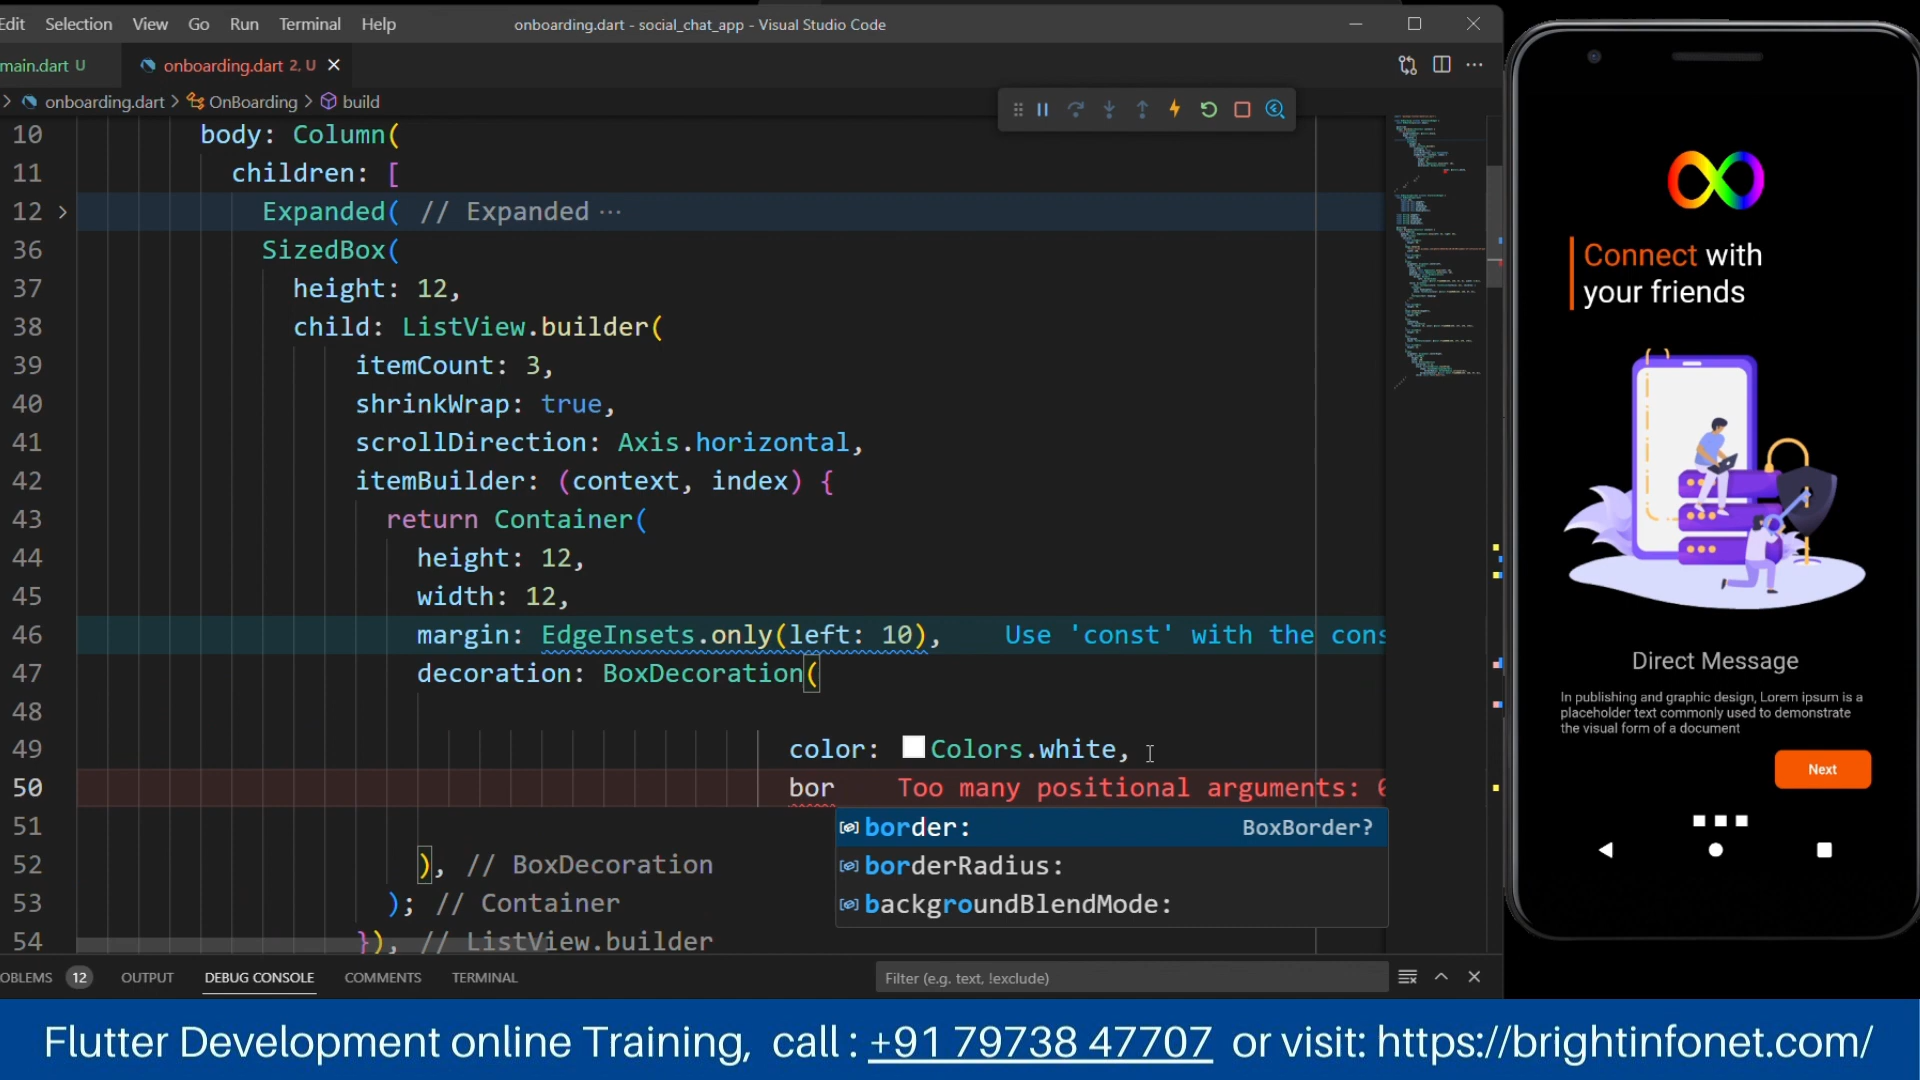 Edit Selection View Go Run Terminal Help
onboarding.dart - social_chat_app - Visual Studio Code
main.dart U
onboarding.dart 2, U
onboarding.dart > OnBoarding > build
10 body: Column(
11 children: [
12 Expanded( // Expanded ···
36 SizedBox(
37 height: 12,
38 child: ListView.builder(
39 itemCount: 3,
40 shrinkWrap: true,
41 scrollDirection: Axis.horizontal,
42 itemBuilder: (context, index) {
43 return Container(
44 height: 12,
45 width: 12,
46 margin: EdgeInsets.only(left: 10), Use 'const' with the cons
47 decoration: BoxDecoration(
48
49 color: Colors.white,
50 bor Too many positional arguments:
border: BoxBorder?
borderRadius:
backgroundBlendMode:
51
52 ), // BoxDecoration
53 ); // Container
54 }), // ListView.builder
OBLEMS 12 OUTPUT DEBUG CONSOLE COMMENTS TERMINAL
Filter (e.g. text, !exclude)
Connect with
your friends
Direct Message
In publishing and graphic design, Lorem ipsum is a
placeholder text commonly used to demonstrate
the visual form of a document
Next
Flutter Development online Training, call : +91 79738 47707 or visit: https://brightinfonet.com/